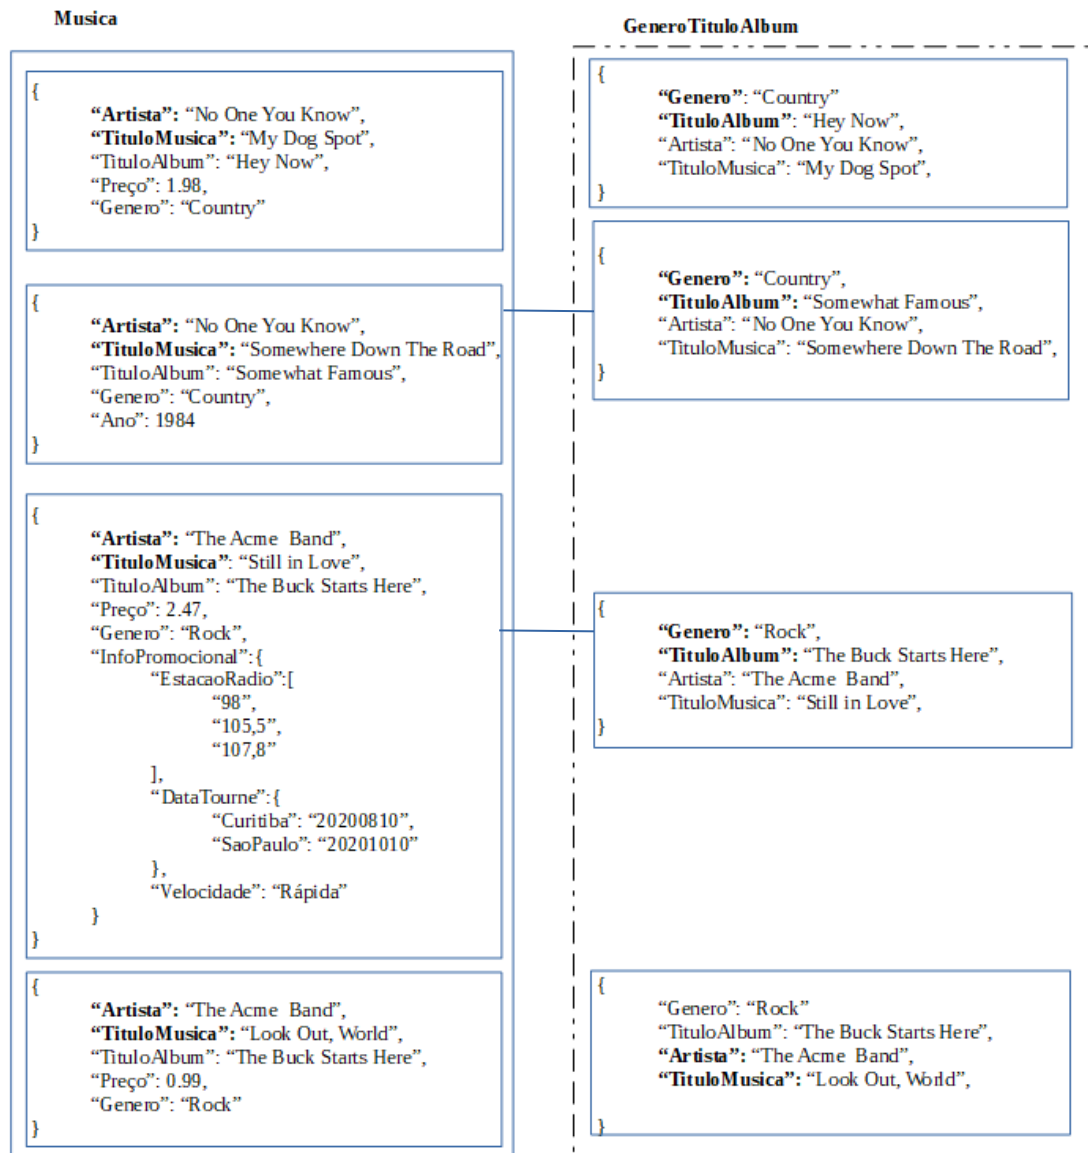 Musica
{
“Artista”: “No One You Know”,
“TituloMusica”: “My Dog Spot”,
“TituloAlbum”: “Hey Now”,
“Preço”: 1.98,
“Genero”: “Country”
}
{
“Artista”: “No One You Know”,
“TituloMusica”: “Somewhere Down The Road”,
“TituloAlbum”: “Somewhat Famous”,
“Genero”: “Country”,
“Ano”: 1984
}
{
“Artista”: “The Acme Band”,
“TituloMusica”: “Still in Love”,
“TituloAlbum”: “The Buck Starts Here”,
“Preço”: 2.47,
“Genero”: “Rock”,
“InfoPromocional”:{
“EstacaoRadio”:[
“98”,
“105,5”,
“107,8”
],
“DataTourne”:{
“Curitiba”: “20200810”,
“SaoPaulo”: “20201010”
},
“Velocidade”: “Rápida”
}
}
{
“Artista”: “The Acme Band”,
“TituloMusica”: “Look Out, World”,
“TituloAlbum”: “The Buck Starts Here”,
“Preço”: 0.99,
“Genero”: “Rock”
}
GeneroTituloAlbum
{
“Genero”: “Country”
“TituloAlbum”: “Hey Now”,
“Artista”: “No One You Know”,
“TituloMusica”: “My Dog Spot”,
}
{
“Genero”: “Country”,
“TituloAlbum”: “Somewhat Famous”,
“Artista”: “No One You Know”,
“TituloMusica”: “Somewhere Down The Road”,
}
{
“Genero”: “Rock”,
“TituloAlbum”: “The Buck Starts Here”,
“Artista”: “The Acme Band”,
“TituloMusica”: “Still in Love”,
}
{
“Genero”: “Rock”
“TituloAlbum”: “The Buck Starts Here”,
“Artista”: “The Acme Band”,
“TituloMusica”: “Look Out, World”,
}